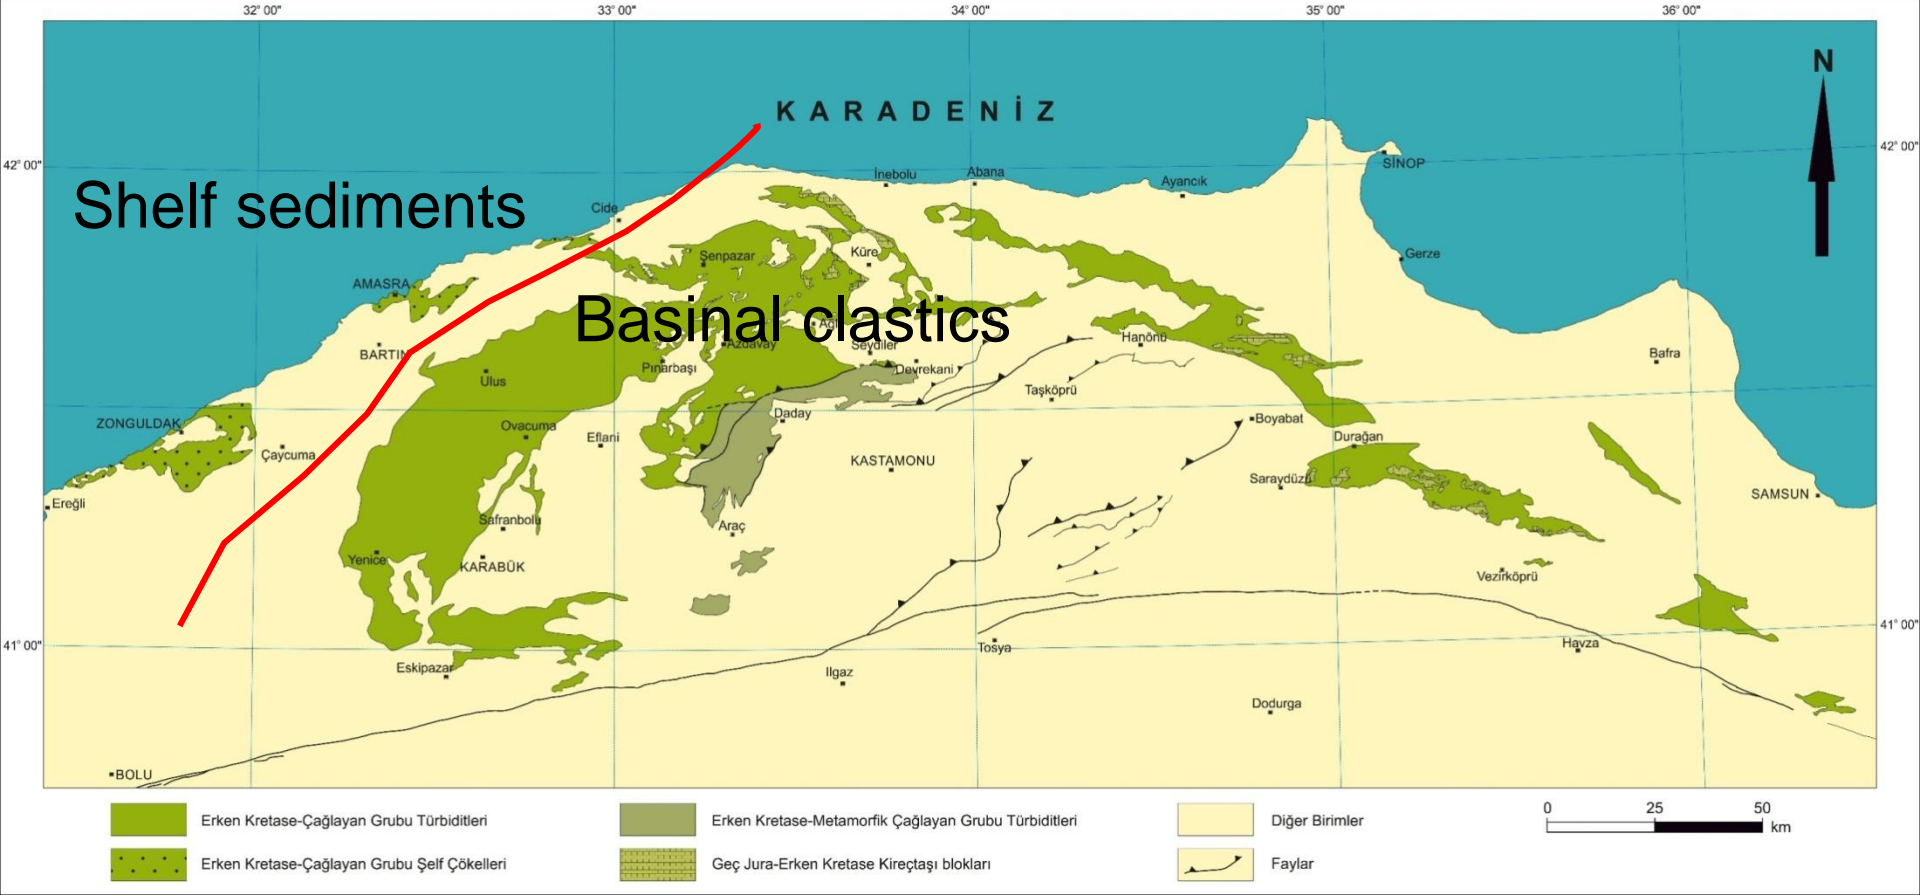 32° 00"
33° 00"
34° 00"
35° 00"
36° 00"
N
KARADENİZ
42° 00"
42° 00"
SİNOP
İnebolu
Abana
Ayancık
Shelf sediments
Cide
Gerze
Şenpazar
Küre
AMASRA
Basinal clastics
Ağlı
Azdavay
Seydiler
Hanönü
BARTIN
Bafra
Pınarbaşı
Devrekani
Ulus
Taşköprü
Daday
Boyabat
ZONGULDAK
Ovacuma
Eflani
Durağan
Çaycuma
KASTAMONU
Saraydüzü
SAMSUN
Ereğli
Safranbolu
Araç
Yenice
KARABÜK
Vezirköprü
41° 00"
41° 00"
Tosya
Havza
Eskipazar
Ilgaz
Dodurga
BOLU
Erken Kretase-Çağlayan Grubu Türbiditleri
Erken Kretase-Metamorfik Çağlayan Grubu Türbiditleri
Diğer Birimler
0 25 50
km
Erken Kretase-Çağlayan Grubu Şelf Çökelleri
Geç Jura-Erken Kretase Kireçtaşı blokları
Faylar